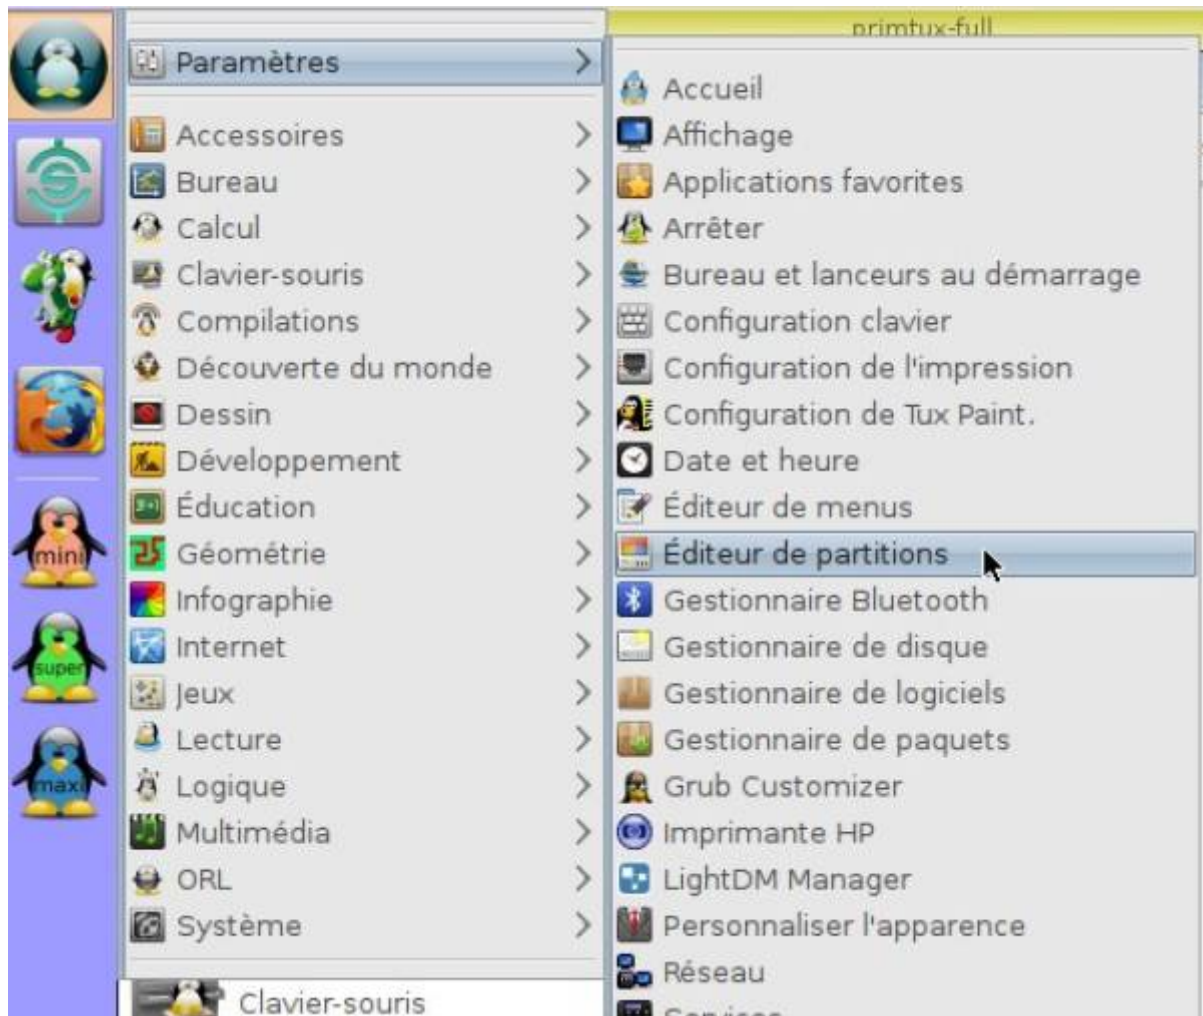 primtux-full
Paramètres
Accessoires
Bureau
Calcul
Clavier-souris
Compilations
Découverte du monde
Dessin
Développement
Éducation
Géométrie
Infographie
Internet
Jeux
Lecture
Logique
Multimédia
ORL
Système
Clavier-souris
Accueil
Affichage
Applications favorites
Arrêter
Bureau et lanceurs au démarrage
Configuration clavier
Configuration de l'impression
Configuration de Tux Paint.
Date et heure
Éditeur de menus
Éditeur de partitions
Gestionnaire Bluetooth
Gestionnaire de disque
Gestionnaire de logiciels
Gestionnaire de paquets
Grub Customizer
Imprimante HP
LightDM Manager
Personnaliser l'apparence
Réseau
Services
mini
super
maxi